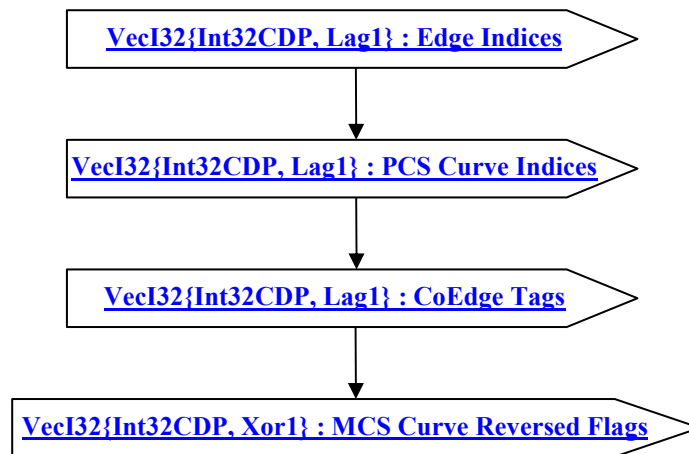 VecI32{Int32CDP, Lag1} : Edge Indices
VecI32{Int32CDP, Lag1} : PCS Curve Indices
VecI32{Int32CDP, Lag1} : CoEdge Tags
VecI32{Int32CDP, Xor1} : MCS Curve Reversed Flags